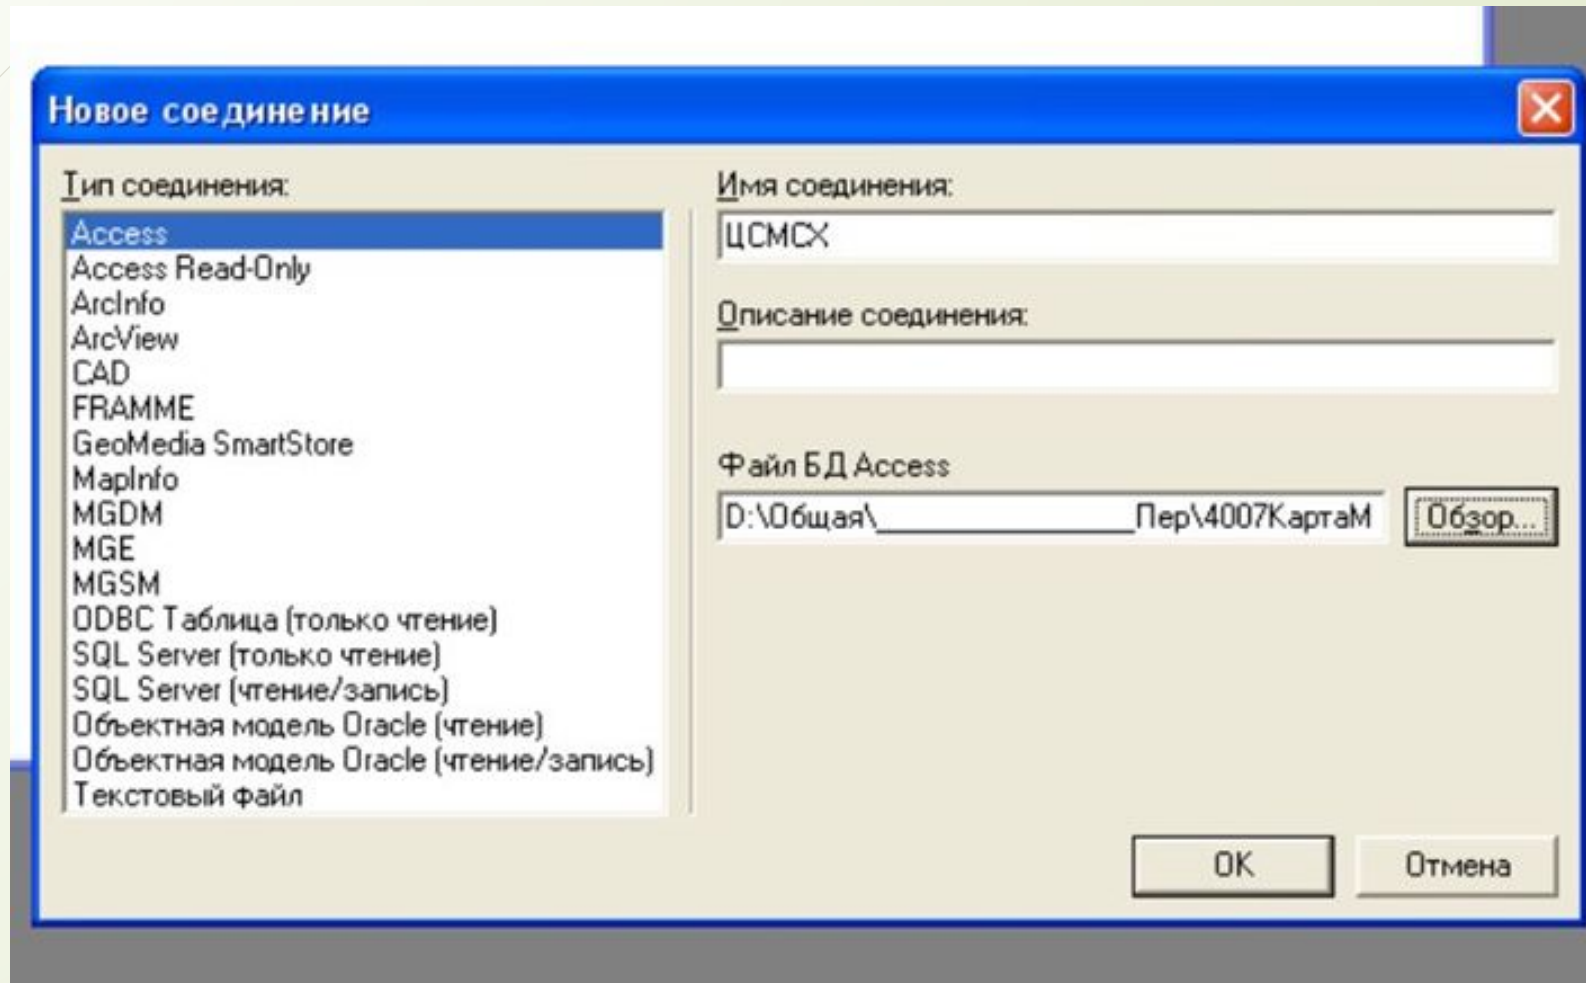 Новое соединение
Тип соединения:
Access
Access Read-Only
ArcInfo
ArcView
CAD
FRAMME
GeoMedia SmartStore
MapInfo
MGDM
MGE
MGSM
ODBC Таблица (только чтение)
SQL Server (только чтение)
SQL Server (чтение/запись)
Объектная модель Oracle (чтение)
Объектная модель Oracle (чтение/запись)
Текстовый файл
Имя соединения:
ЦСМСХ
Описание соединения:
Файл БД Access
D:\Общая\________________Пер\4007КартаМ
Обзор...
OK
Отмена